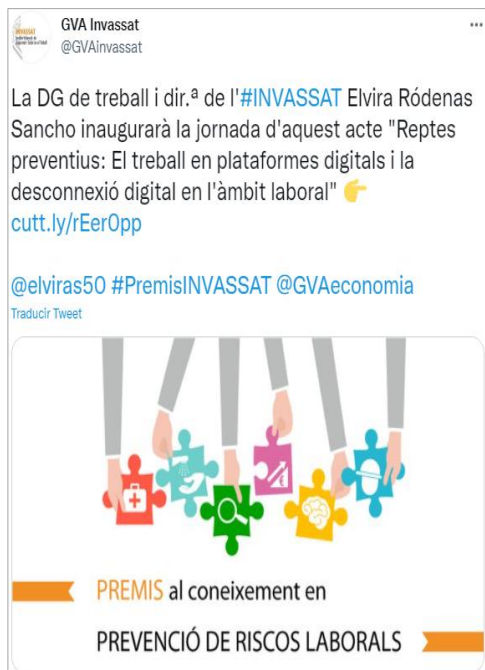 GVA Invassat
@GVAinvassat
La DG de treball i dir.ª de l'#INVASSAT Elvira Ródenas
Sancho inaugurarà la jornada d'aquest acte "Reptes
preventius: El treball en plataformes digitals i la
desconnexió digital en l'àmbit laboral" 👉
cutt.ly/rEerOpp
@elviras50 #PremisINVASSAT @GVAeconomia
Traducir Tweet
PREMIS al coneixement en
PREVENCIÓ DE RISCOS LABORALS